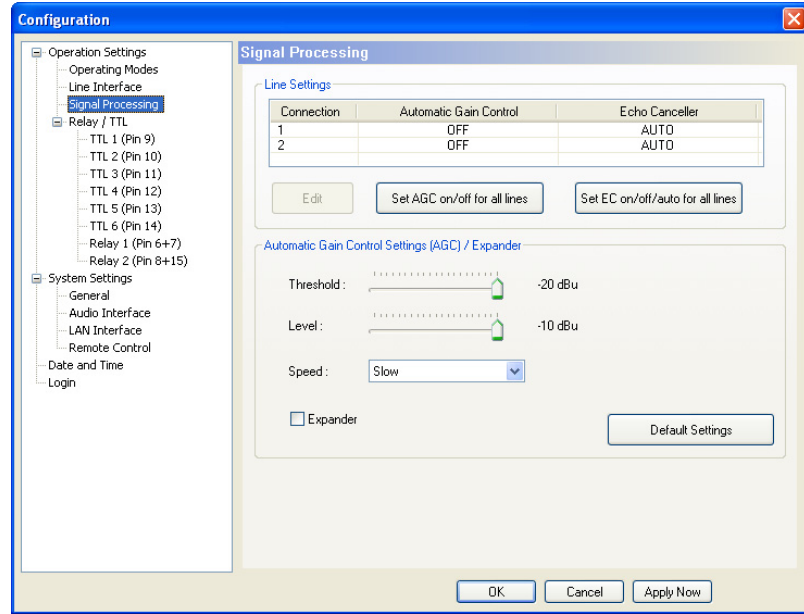 Configuration
Operation Settings
Operating Modes
Line Interface
Signal Processing
Relay / TTL
TTL 1 (Pin 9)
TTL 2 (Pin 10)
TTL 3 (Pin 11)
TTL 4 (Pin 12)
TTL 5 (Pin 13)
TTL 6 (Pin 14)
Relay 1 (Pin 6+7)
Relay 2 (Pin 8+15)
System Settings
General
Audio Interface
LAN Interface
Remote Control
Date and Time
Login
Signal Processing
Line Settings
Connection Automatic Gain Control Echo Canceller
1 OFF AUTO
2 OFF AUTO
Edit Set AGC on/off for all lines Set EC on/off/auto for all lines
Automatic Gain Control Settings (AGC) / Expander
Threshold : -20 dBu
Level : -10 dBu
Speed : Slow
Expander
Default Settings
OK Cancel Apply Now